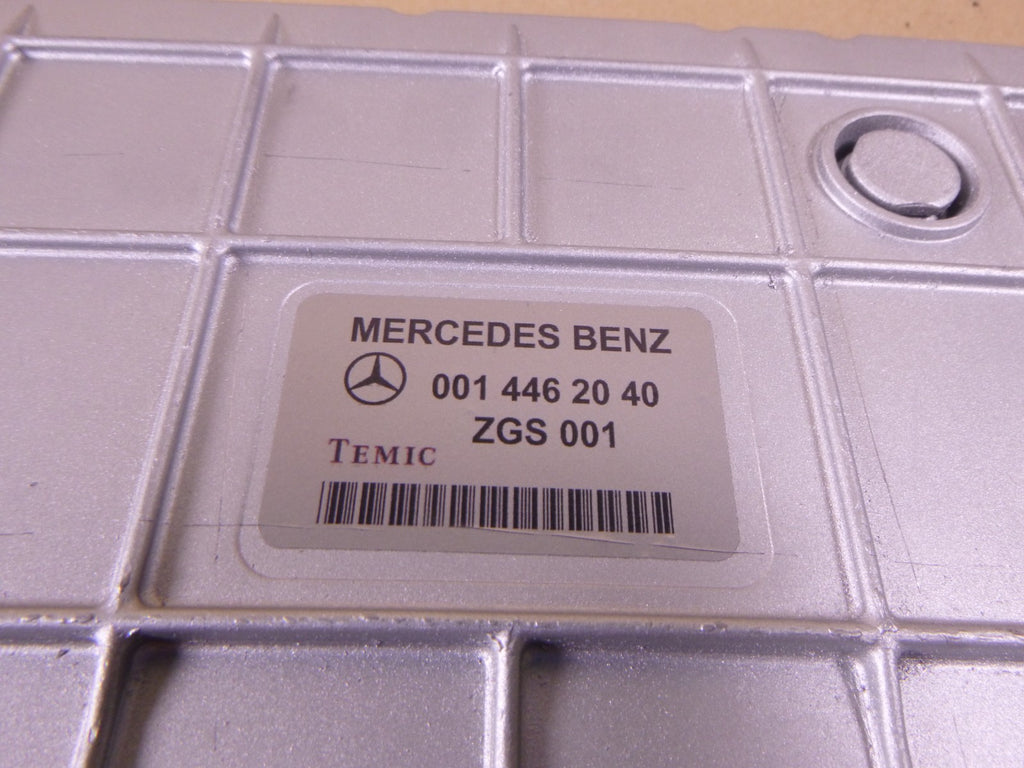 MERCEDES BENZ
001 446 20 40
ZGS 001
TEMIC